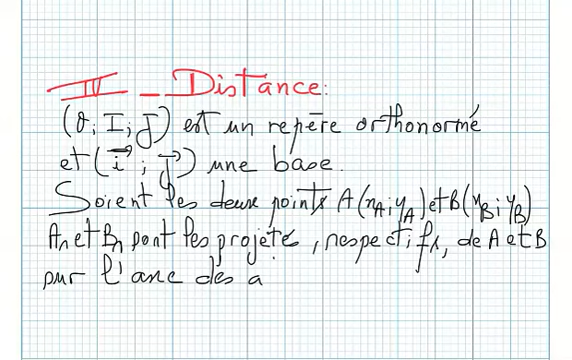 IV - Distance:
(O; I; J) est un repère orthonormé
et (i⃗; j⃗) une base.
Soient les deux points A(xA; yA) et B(xB; yB)
A₁ et B₁ sont les projetés, respectifs, de A et B
sur l'axe des a